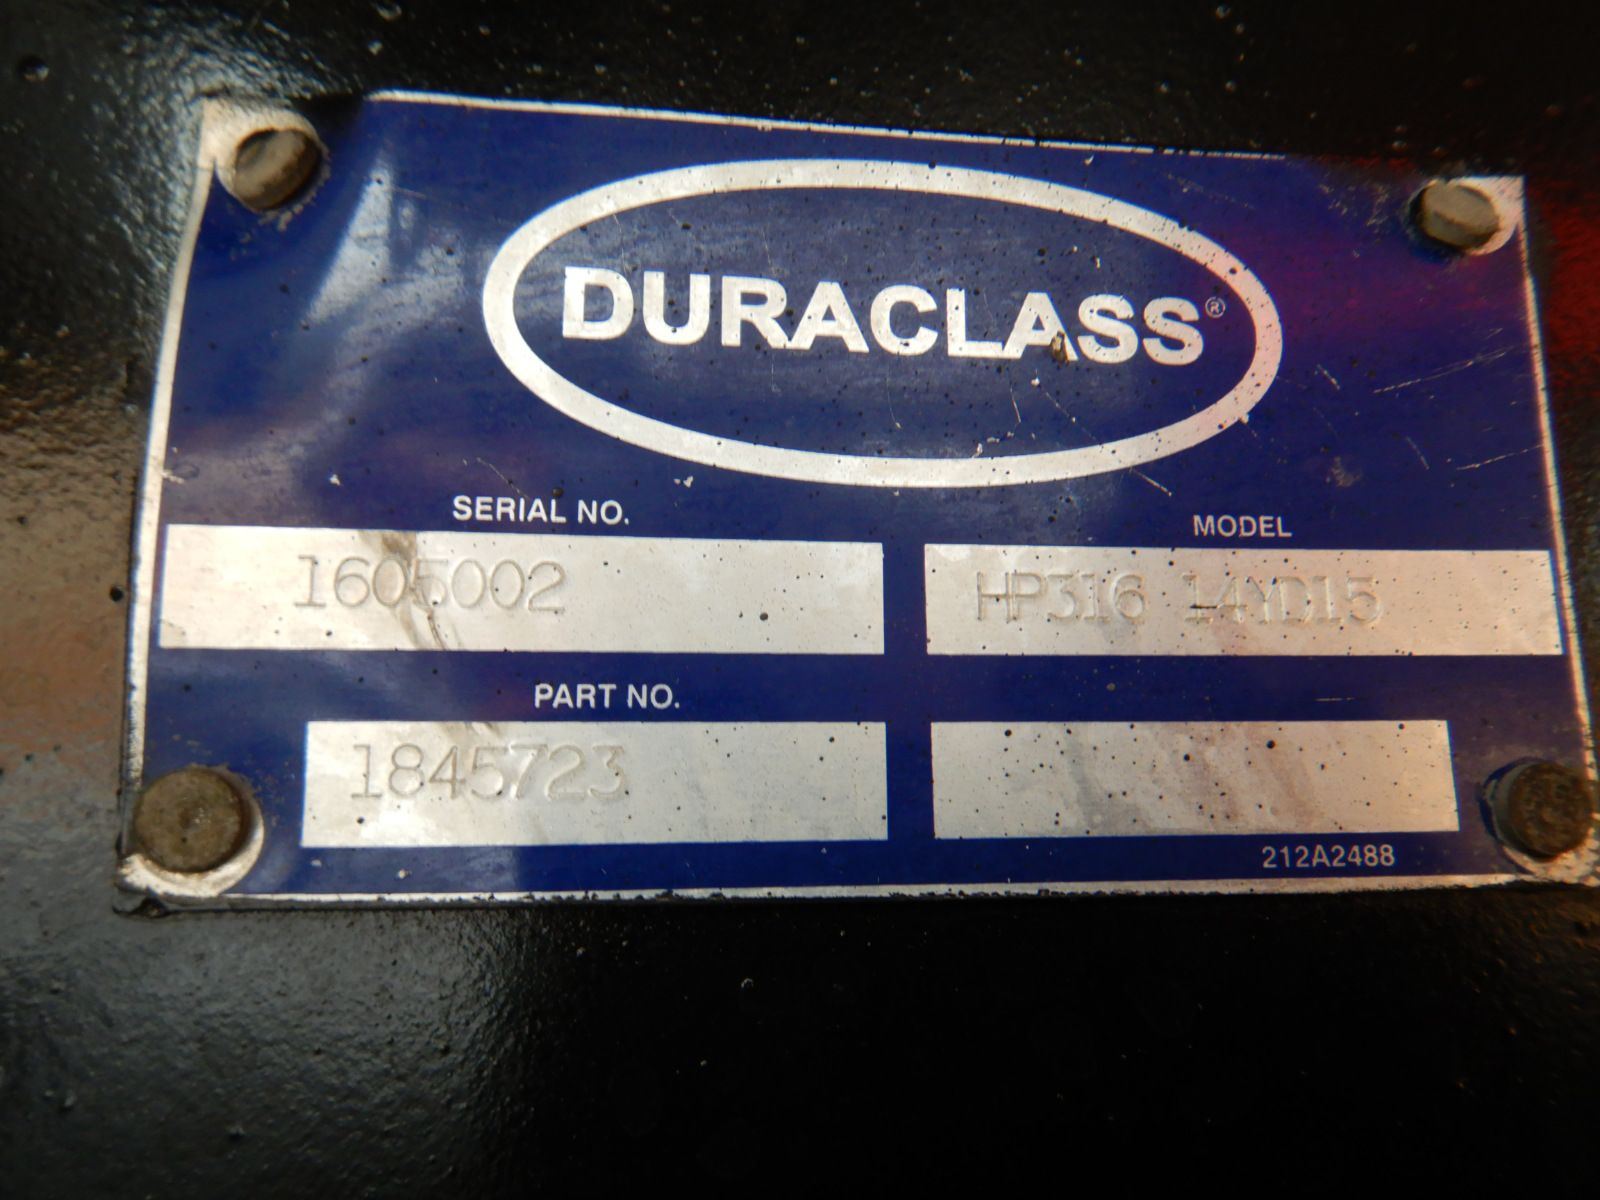 DURACLASS®
SERIAL NO.
1605002
MODEL
HP316 14YD15
PART NO.
1845723
212A2488